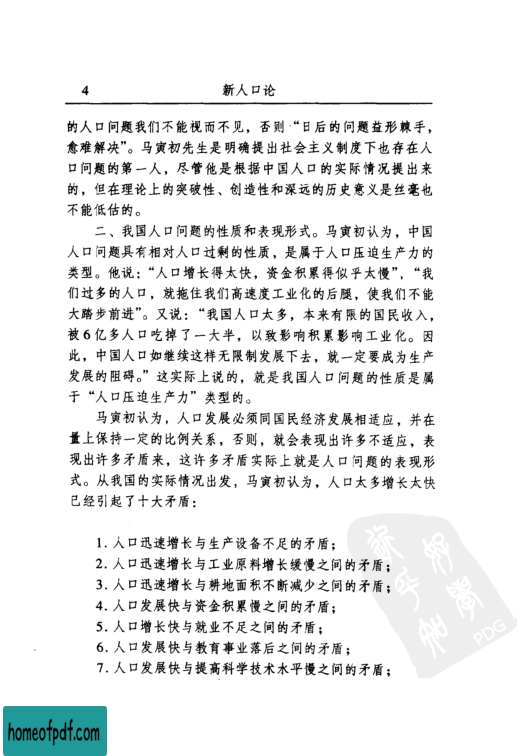 4 新人口论
的人口问题我们不能视而不见，否则“日后的问题益形棘手，
愈难解决”。马寅初先生是明确提出社会主义制度下也存在人
口问题的第一人，尽管他是根据中国人口的实际情况提出来
的，但在理论上的突破性、创造性和深远的历史意义是丝毫也
不能低估的。
二、我国人口问题的性质和表现形式。马寅初认为，中国
人口问题具有相对人口过剩的性质，是属于人口压迫生产力的
类型。他说：“人口增长得太快，资金积累得似乎太慢”，“我
们过多的人口，就拖住我们高速度工业化的后腿，使我们不能
大踏步前进”。又说：“我国人口太多，本来有限的国民收入，
被6亿多人口吃掉了一大半，以致影响积累影响工业化。因
此，中国人口如继续这样无限制发展下去，就一定要成为生产
发展的阻碍。”这实际上说的，就是我国人口问题的性质是属
于“人口压迫生产力”类型的。
马寅初认为，人口发展必须同国民经济发展相适应，并在
量上保持一定的比例关系，否则，就会表现出许多不适应，表
现出许多矛盾来，这许多矛盾实际上就是人口问题的表现形
式。从我国的实际情况出发，马寅初认为，人口太多增长太快
已经引起了十大矛盾：
1. 人口迅速增长与生产设备不足的矛盾；
2. 人口迅速增长与工业原料增长缓慢之间的矛盾；
3. 人口迅速增长与耕地面积不断减少之间的矛盾；
4. 人口发展快与资金积累慢之间的矛盾；
5. 人口增长快与就业不足之间的矛盾；
6. 人口发展快与教育事业落后之间的矛盾；
7. 人口发展快与提高科学技术水平慢之间的矛盾；
PDG
homeofpdf.com